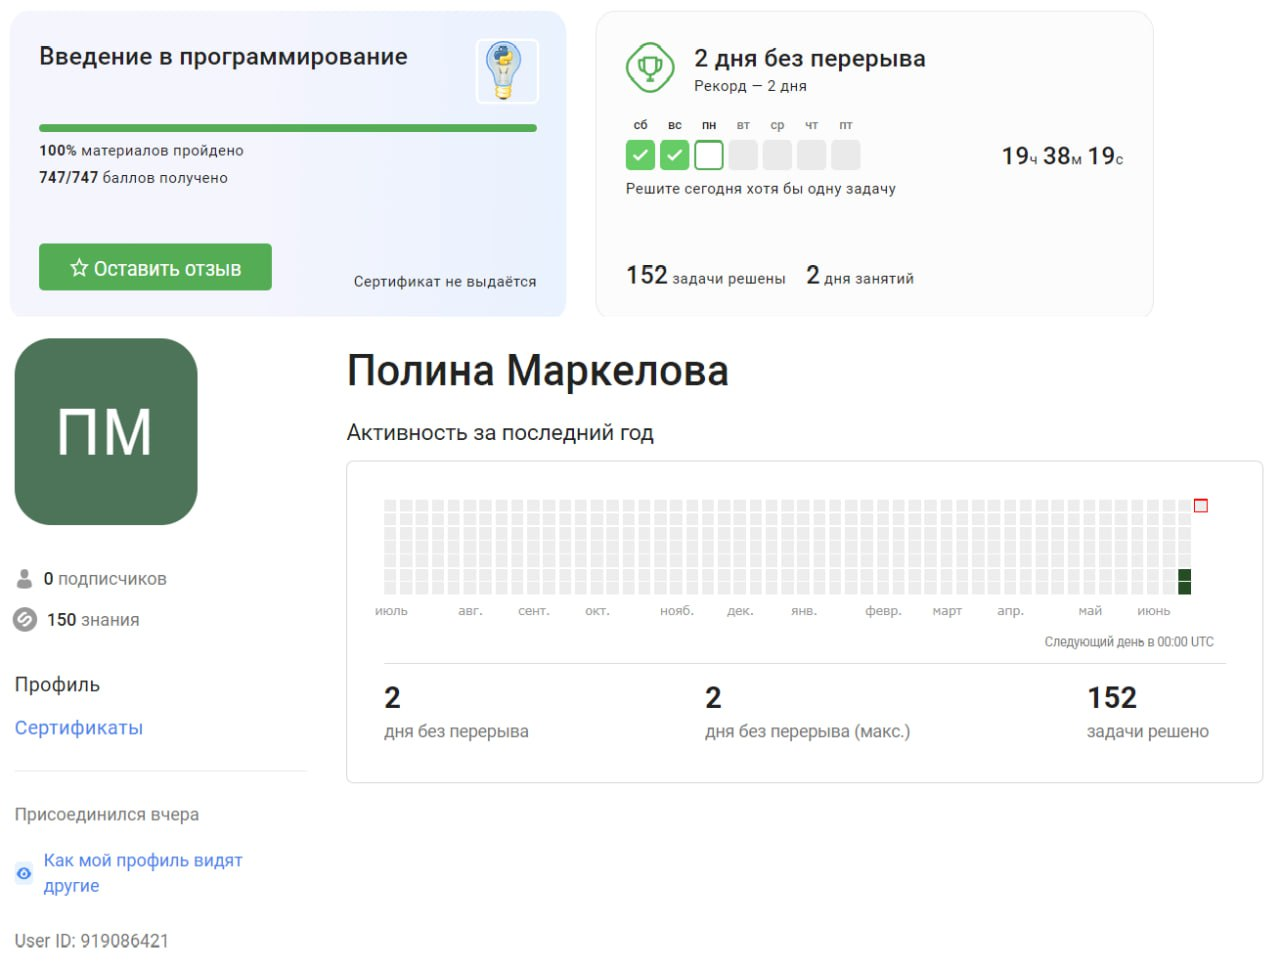 Введение в программирование
100% материалов пройдено
747/747 баллов получено
Оставить отзыв
Сертификат не выдаётся
2 дня без перерыва
Рекорд — 2 дня
сб вс пн вт ср чт пт
19ч 38м 19с
Решите сегодня хотя бы одну задачу
152 задачи решены 2 дня занятий
ПМ
0 подписчиков
150 знания
Профиль
Сертификаты
Присоединился вчера
Как мой профиль видят
другие
User ID: 919086421
Полина Маркелова
Активность за последний год
июль авг. сент. окт. нояб. дек. янв. февр. март апр. май июнь
Следующий день в 00:00 UTC
2 2 152
дня без перерыва дня без перерыва (макс.) задачи решено